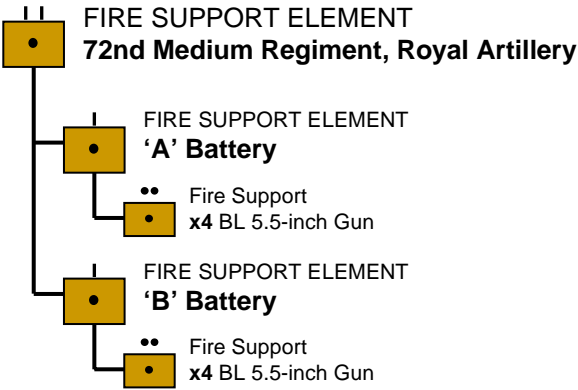 FIRE SUPPORT ELEMENT
72nd Medium Regiment, Royal Artillery
FIRE SUPPORT ELEMENT
‘A’ Battery
Fire Support
x4 BL 5.5-inch Gun
FIRE SUPPORT ELEMENT
‘B’ Battery
Fire Support
x4 BL 5.5-inch Gun